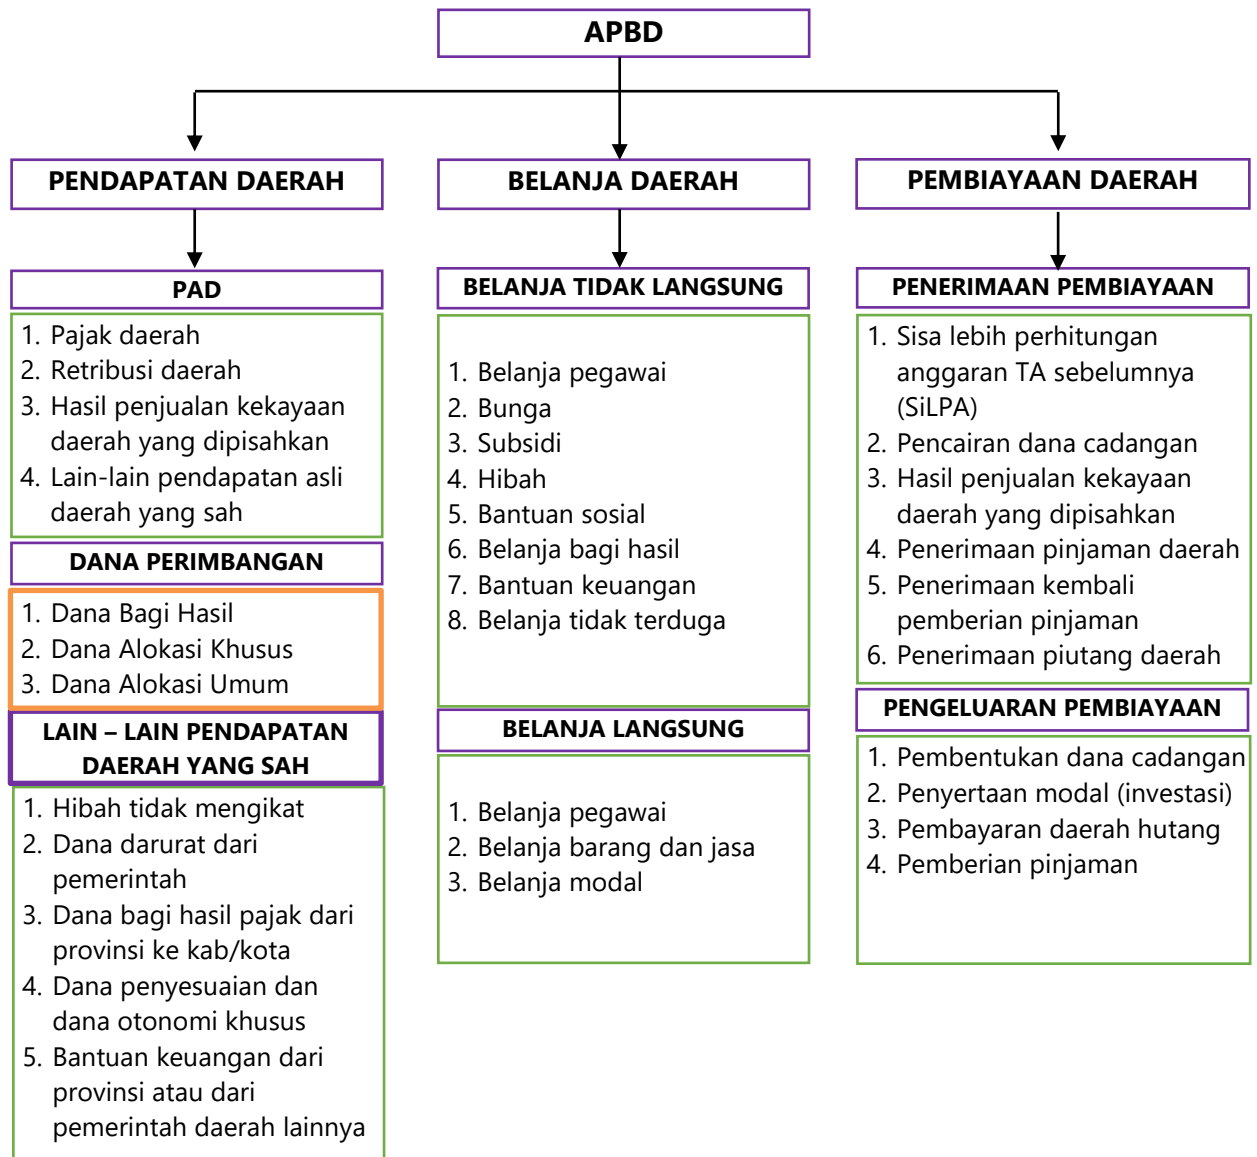 APBD
PENDAPATAN DAERAH
BELANJA DAERAH
PEMBIAYAAN DAERAH
PAD
1. Pajak daerah
2. Retribusi daerah
3. Hasil penjualan kekayaan
daerah yang dipisahkan
4. Lain-lain pendapatan asli
daerah yang sah
DANA PERIMBANGAN
1. Dana Bagi Hasil
2. Dana Alokasi Khusus
3. Dana Alokasi Umum
LAIN – LAIN PENDAPATAN
DAERAH YANG SAH
1. Hibah tidak mengikat
2. Dana darurat dari
pemerintah
3. Dana bagi hasil pajak dari
provinsi ke kab/kota
4. Dana penyesuaian dan
dana otonomi khusus
5. Bantuan keuangan dari
provinsi atau dari
pemerintah daerah lainnya
BELANJA TIDAK LANGSUNG
1. Belanja pegawai
2. Bunga
3. Subsidi
4. Hibah
5. Bantuan sosial
6. Belanja bagi hasil
7. Bantuan keuangan
8. Belanja tidak terduga
BELANJA LANGSUNG
1. Belanja pegawai
2. Belanja barang dan jasa
3. Belanja modal
PENERIMAAN PEMBIAYAAN
1. Sisa lebih perhitungan
anggaran TA sebelumnya
(SiLPA)
2. Pencairan dana cadangan
3. Hasil penjualan kekayaan
daerah yang dipisahkan
4. Penerimaan pinjaman daerah
5. Penerimaan kembali
pemberian pinjaman
6. Penerimaan piutang daerah
PENGELUARAN PEMBIAYAAN
1. Pembentukan dana cadangan
2. Penyertaan modal (investasi)
3. Pembayaran daerah hutang
4. Pemberian pinjaman